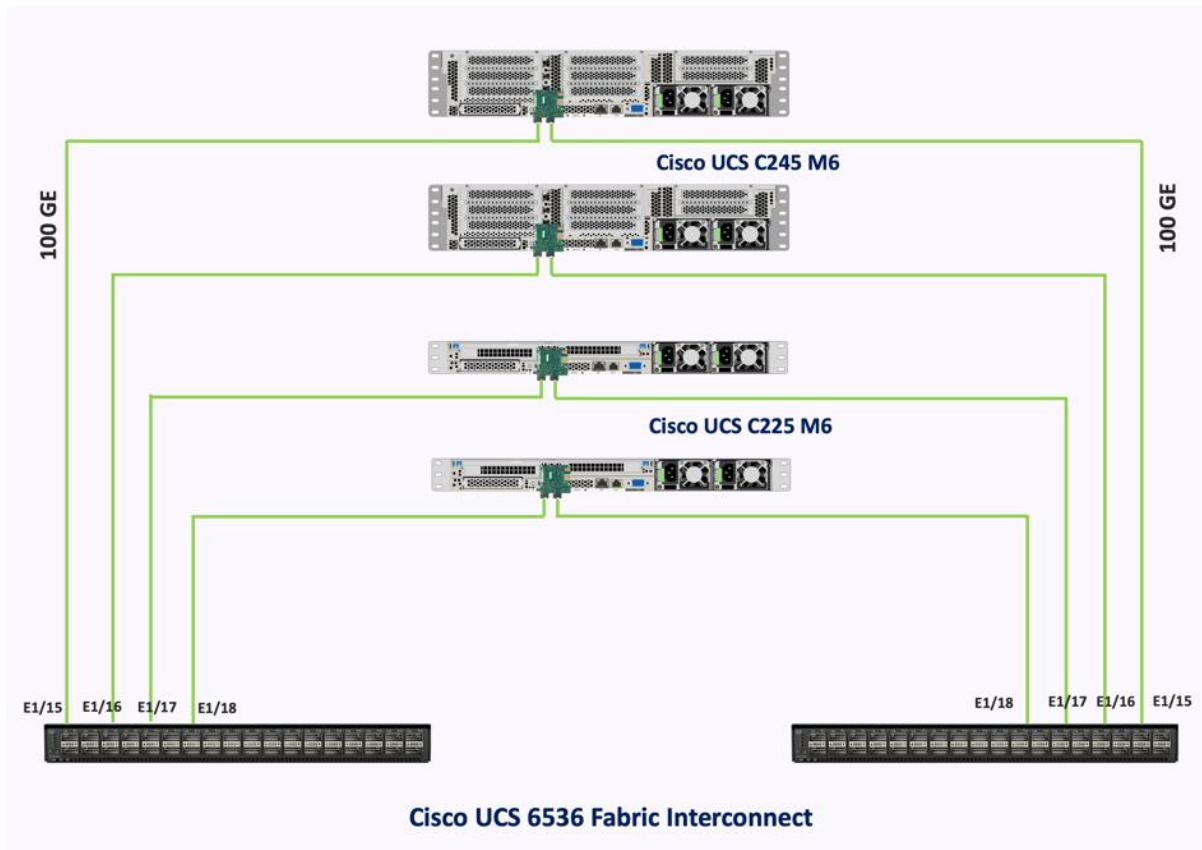 Cisco UCS C245 M6
100 GE
100 GE
Cisco UCS C225 M6
E1/15
E1/16
E1/17
E1/18
E1/18
E1/17
E1/16
E1/15
Cisco UCS 6536 Fabric Interconnect